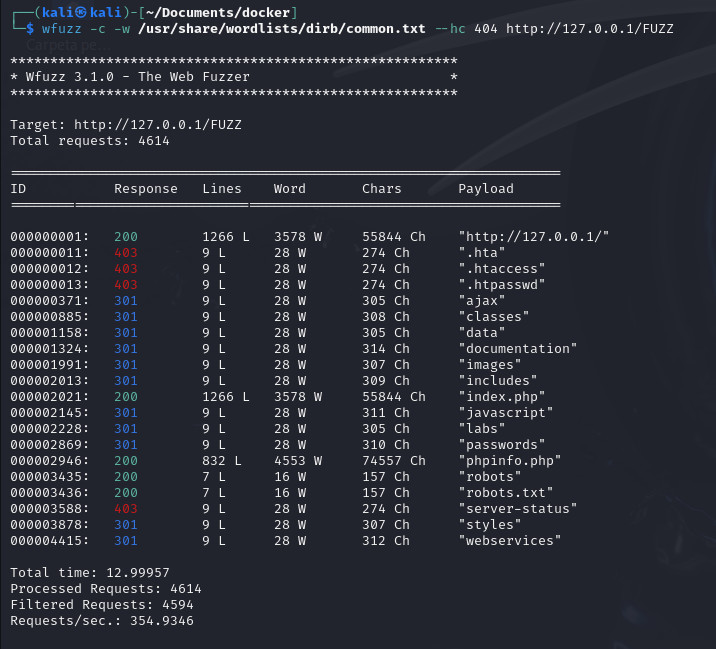 ┌──(kali㉿kali)-[~/Documents/docker]
└─$ wfuzz -c -w /usr/share/wordlists/dirb/common.txt --hc 404 http://127.0.0.1/FUZZ
Carpeta pe...
********************************************************
* Wfuzz 3.1.0 - The Web Fuzzer                         *
********************************************************
Target: http://127.0.0.1/FUZZ
Total requests: 4614
=====================================================================
ID           Response   Lines    Word       Chars       Payload
=====================================================================
000000001:   200        1266 L   3578 W     55844 Ch    "http://127.0.0.1/"
000000011:   403        9 L      28 W       274 Ch      ".hta"
000000012:   403        9 L      28 W       274 Ch      ".htaccess"
000000013:   403        9 L      28 W       274 Ch      ".htpasswd"
000000371:   301        9 L      28 W       305 Ch      "ajax"
000000885:   301        9 L      28 W       308 Ch      "classes"
000001158:   301        9 L      28 W       305 Ch      "data"
000001324:   301        9 L      28 W       314 Ch      "documentation"
000001991:   301        9 L      28 W       307 Ch      "images"
000002013:   301        9 L      28 W       309 Ch      "includes"
000002021:   200        1266 L   3578 W     55844 Ch    "index.php"
000002145:   301        9 L      28 W       311 Ch      "javascript"
000002228:   301        9 L      28 W       305 Ch      "labs"
000002869:   301        9 L      28 W       310 Ch      "passwords"
000002946:   200        832 L    4553 W     74557 Ch    "phpinfo.php"
000003435:   200        7 L      16 W       157 Ch      "robots"
000003436:   200        7 L      16 W       157 Ch      "robots.txt"
000003588:   403        9 L      28 W       274 Ch      "server-status"
000003878:   301        9 L      28 W       307 Ch      "styles"
000004415:   301        9 L      28 W       312 Ch      "webservices"
Total time: 12.99957
Processed Requests: 4614
Filtered Requests: 4594
Requests/sec.: 354.9346